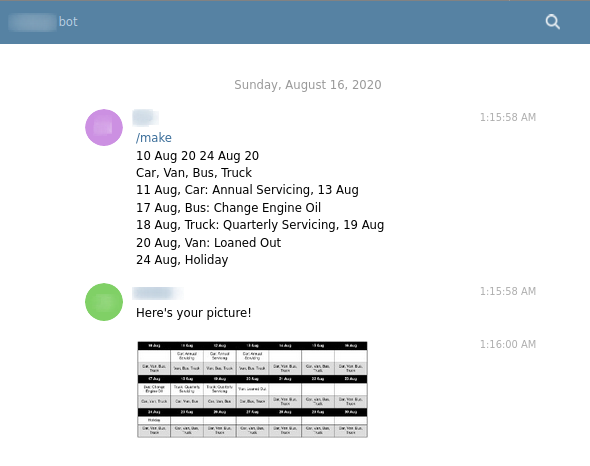 bot
Sunday, August 16, 2020
1:15:58 AM
/make
10 Aug 20 24 Aug 20
Car, Van, Bus, Truck
11 Aug, Car: Annual Servicing, 13 Aug
17 Aug, Bus: Change Engine Oil
18 Aug, Truck: Quarterly Servicing, 19 Aug
20 Aug, Van: Loaned Out
24 Aug, Holiday
1:15:58 AM
Here's your picture!
1:16:00 AM
10 Aug 11 Aug 12 Aug 13 Aug 14 Aug 15 Aug 16 Aug
Car: Annual Car: Annual Car: Annual
Servicing Servicing Servicing
Car, Van, Bus, Van, Bus, Truck Van, Bus, Truck Van, Bus, Truck Car, Van, Bus, Car, Van, Bus, Car, Van, Bus,
Truck Truck Truck Truck
17 Aug 18 Aug 19 Aug 20 Aug 21 Aug 22 Aug 23 Aug
Bus: Change Truck: Quarterly Truck: Quarterly Van: Loaned Out
Engine Oil Servicing Servicing
Car, Van, Truck Car, Van, Bus Car, Van, Bus Car, Bus, Truck Car, Van, Bus, Car, Van, Bus, Car, Van, Bus,
Truck Truck Truck
24 Aug 25 Aug 26 Aug 27 Aug 28 Aug 29 Aug 30 Aug
Holiday
Car, Van, Bus, Car, Van, Bus, Car, Van, Bus, Car, Van, Bus, Car, Van, Bus, Car, Van, Bus, Car, Van, Bus,
Truck Truck Truck Truck Truck Truck Truck